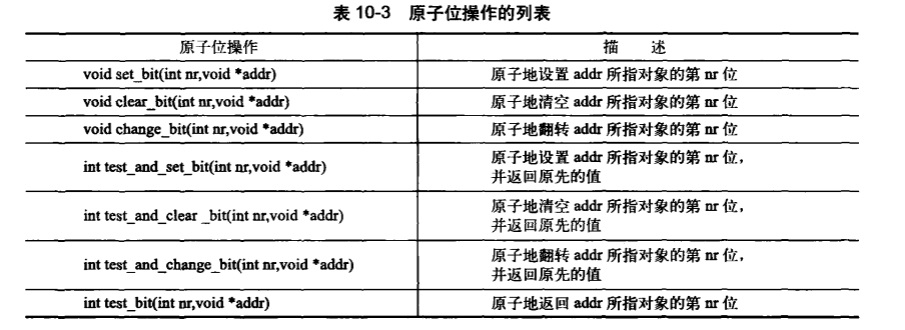 表 10-3 原子位操作的列表
原子位操作 描 述
void set_bit(int nr,void *addr) 原子地设置 addr 所指对象的第 nr 位
void clear_bit(int nr,void *addr) 原子地清空 addr 所指对象的第 nr 位
void change_bit(int nr,void *addr) 原子地翻转 addr 所指对象的第 nr 位
int test_and_set_bit(int nr,void *addr) 原子地设置 addr 所指对象的第 nr 位，
并返回原先的值
int test_and_clear _bit(int nr,void *addr) 原子地清空 addr 所指对象的第 nr 位，
并返回原先的值
int test_and_change_bit(int nr,void *addr) 原子地翻转 addr 所指对象的第 nr 位，
并返回原先的值
int test_bit(int nr,void *addr) 原子地返回 addr 所指对象的第 nr 位